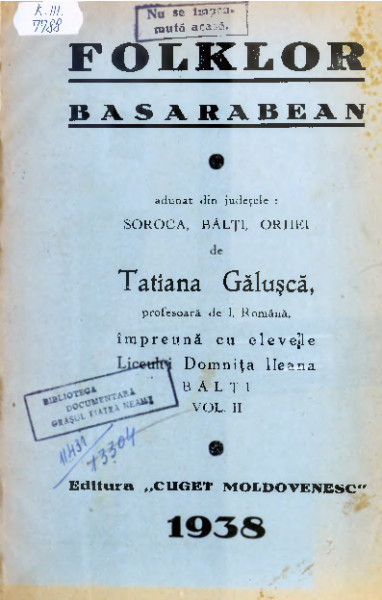 K.III.
7788
Nu se împru-
mută acasă.
FOLKLOR
BASARABEAN
adunat din județele :
SOROCA, BĂLȚI, ORHEI
de
Tatiana Gălușcă,
profesoară de l. Română,
împreună cu elevele
Liceului Domnița Ileana
BĂLȚI
VOL. II
BIBLIOTECA
DOCUMENTARĂ
ORAȘUL PIATRA NEAMȚ
11431
13304
Editura „CUGET MOLDOVENESC"
1938